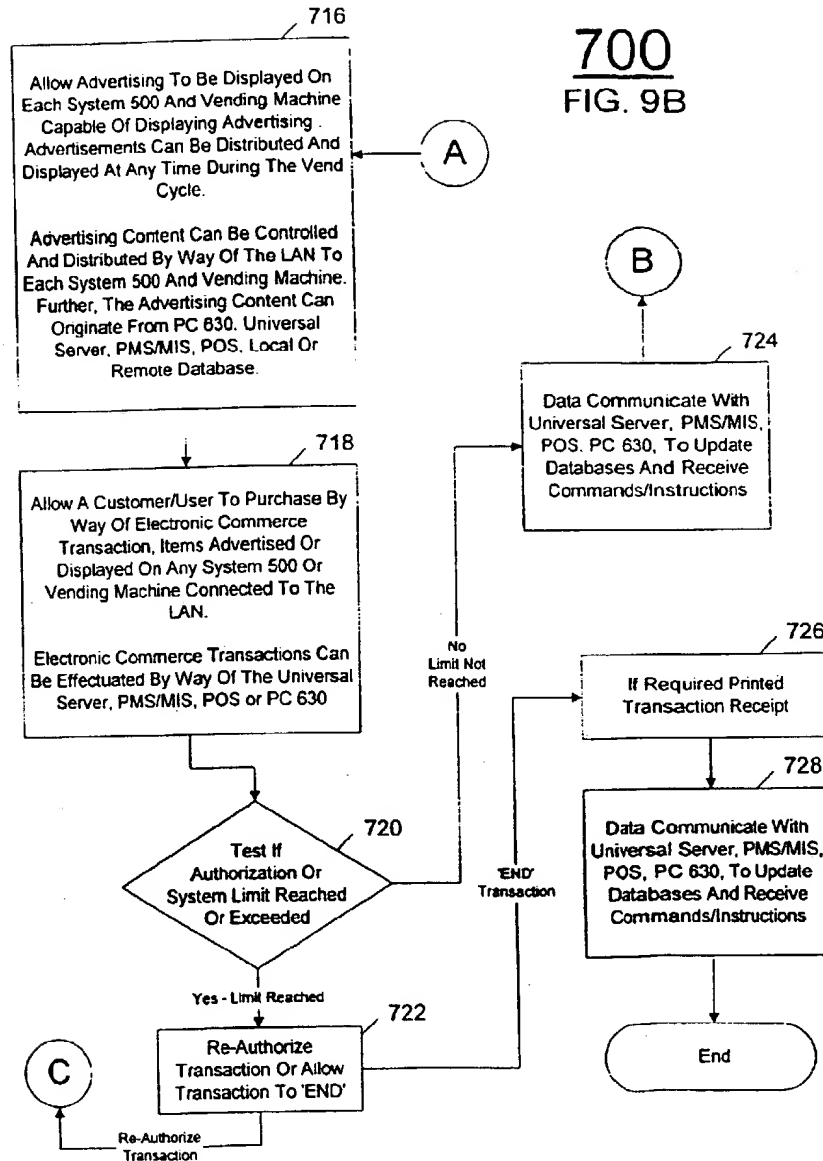 700
FIG. 9B
716
Allow Advertising To Be Displayed On
Each System 500 And Vending Machine
Capable Of Displaying Advertising .
Advertisements Can Be Distributed And
Displayed At Any Time During The Vend
Cycle.
Advertising Content Can Be Controlled
And Distributed By Way Of The LAN To
Each System 500 And Vending Machine.
Further, The Advertising Content Can
Originate From PC 630. Universal
Server, PMS/MIS, POS, Local Or
Remote Database.
A
B
718
Allow A Customer/User To Purchase By
Way Of Electronic Commerce
Transaction, Items Advertised Or
Displayed On Any System 500 Or
Vending Machine Connected To The
LAN.
Electronic Commerce Transactions Can
Be Effectuated By Way Of The Universal
Server, PMS/MIS, POS or PC 630
724
Data Communicate With
Universal Server, PMS/MIS,
POS. PC 630, To Update
Databases And Receive
Commands/Instructions
720
Test If
Authorization Or
System Limit Reached
Or Exceeded
No
Limit Not
Reached
Yes - Limit Reached
722
Re-Authorize
Transaction Or Allow
Transaction To 'END'
C
Re-Authorize
Transaction
'END'
Transaction
726
If Required Printed
Transaction Receipt
728
Data Communicate With
Universal Server, PMS/MIS,
POS, PC 630, To Update
Databases And Receive
Commands/Instructions
End